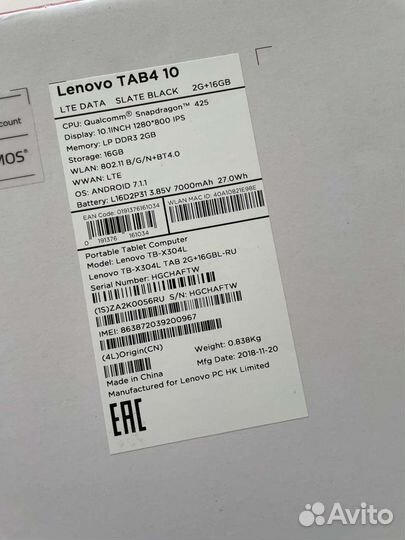 Lenovo TAB4 10
LTE DATA SLATE BLACK 2G+16GB
CPU: Qualcomm® Snapdragon™ 425
Display: 10.1INCH 1280*800 IPS
Memory: LP DDR3 2GB
Storage: 16GB
WLAN: 802.11 B/G/N+BT4.0
WWAN: LTE
OS: ANDROID 7.1.1
Battery: L16D2P31 3.85V 7000mAh 27.0Wh
EAN Code: 0191376161034
WLAN MAC ID: 40A10821E98E
0 191376 161034
Portable Tablet Computer
Model: Lenovo TB-X304L
Lenovo TB-X304L TAB 2G+16GBL-RU
Serial Number: HGCHAFTW
(1S)ZA2K0056RU S/N: HGCHAFTW
IMEI: 863872039200967
(4L)Origin(CN)
Weight: 0.838Kg
Made in China
Mfg Date: 2018-11-20
Manufactured for Lenovo PC HK Limited
EAC
count
MOS®
Avito